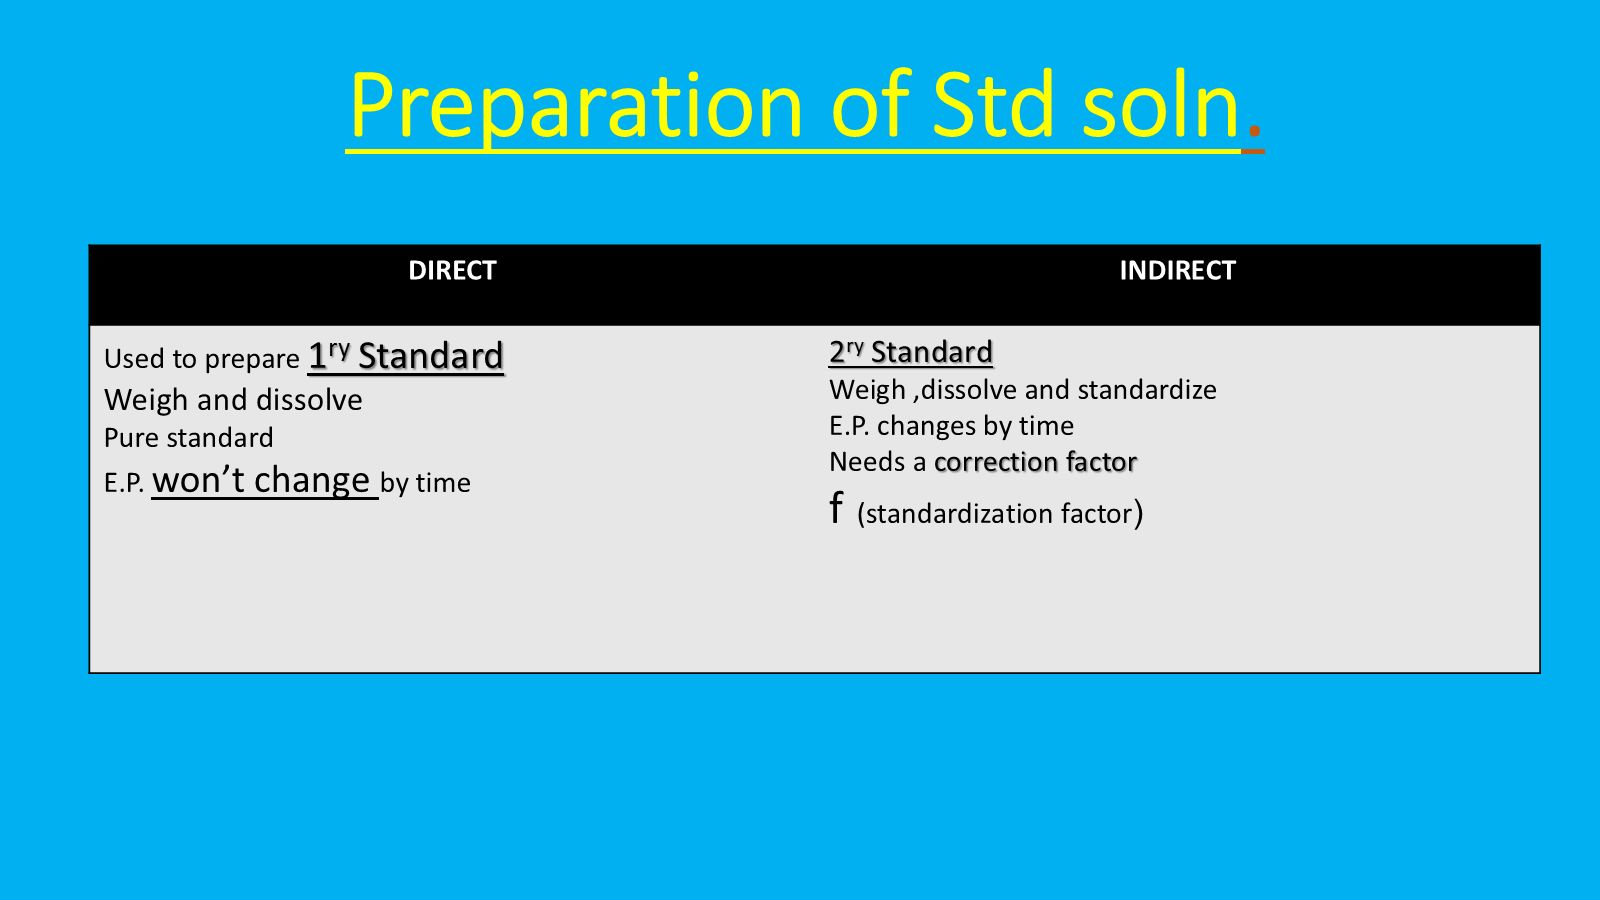 Preparation of Std soln.
DIRECT
INDIRECT
Used to prepare 1ry Standard
Weigh and dissolve
Pure standard
E.P. won’t change by time
2ry Standard
Weigh ,dissolve and standardize
E.P. changes by time
Needs a correction factor
f (standardization factor)